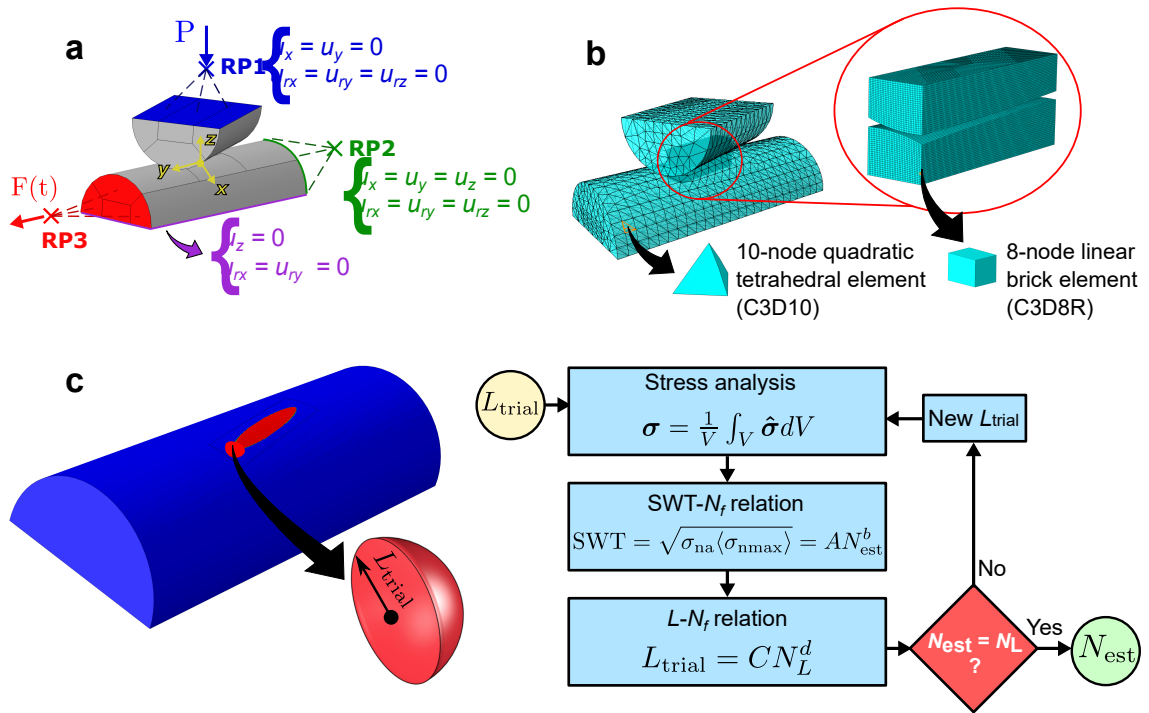 a
P
RP1
u_x = u_y = 0
u_rx = u_ry = u_rz = 0
z
y
x
RP2
u_x = u_y = u_z = 0
u_rx = u_ry = u_rz = 0
F(t)
RP3
u_z = 0
u_rx = u_ry = 0
b
10-node quadratic
tetrahedral element
(C3D10)
8-node linear
brick element
(C3D8R)
c
L_trial
L_trial
Stress analysis
σ = 1/V ∫_V σ̂dV
New L_trial
SWT-N_f relation
SWT = √σ_na⟨σ_nmax⟩ = AN_est^b
No
L-N_f relation
L_trial = CN_L^d
N_est = N_L
?
Yes
N_est